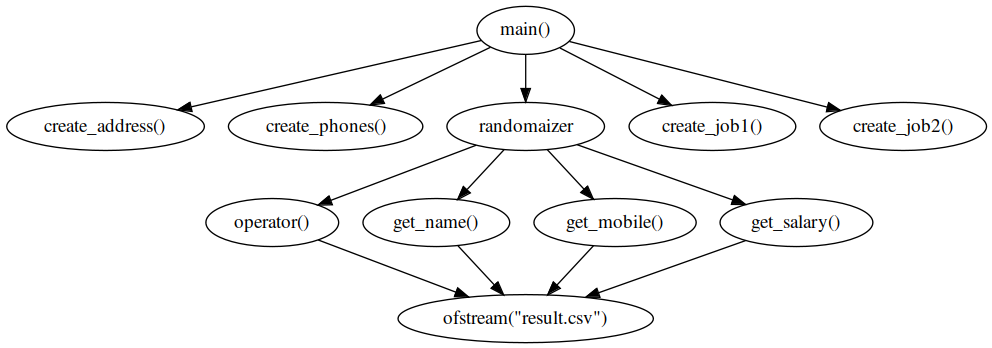 main()
create_address()
create_phones()
randomaizer
create_job1()
create_job2()
operator()
get_name()
get_mobile()
get_salary()
ofstream("result.csv")